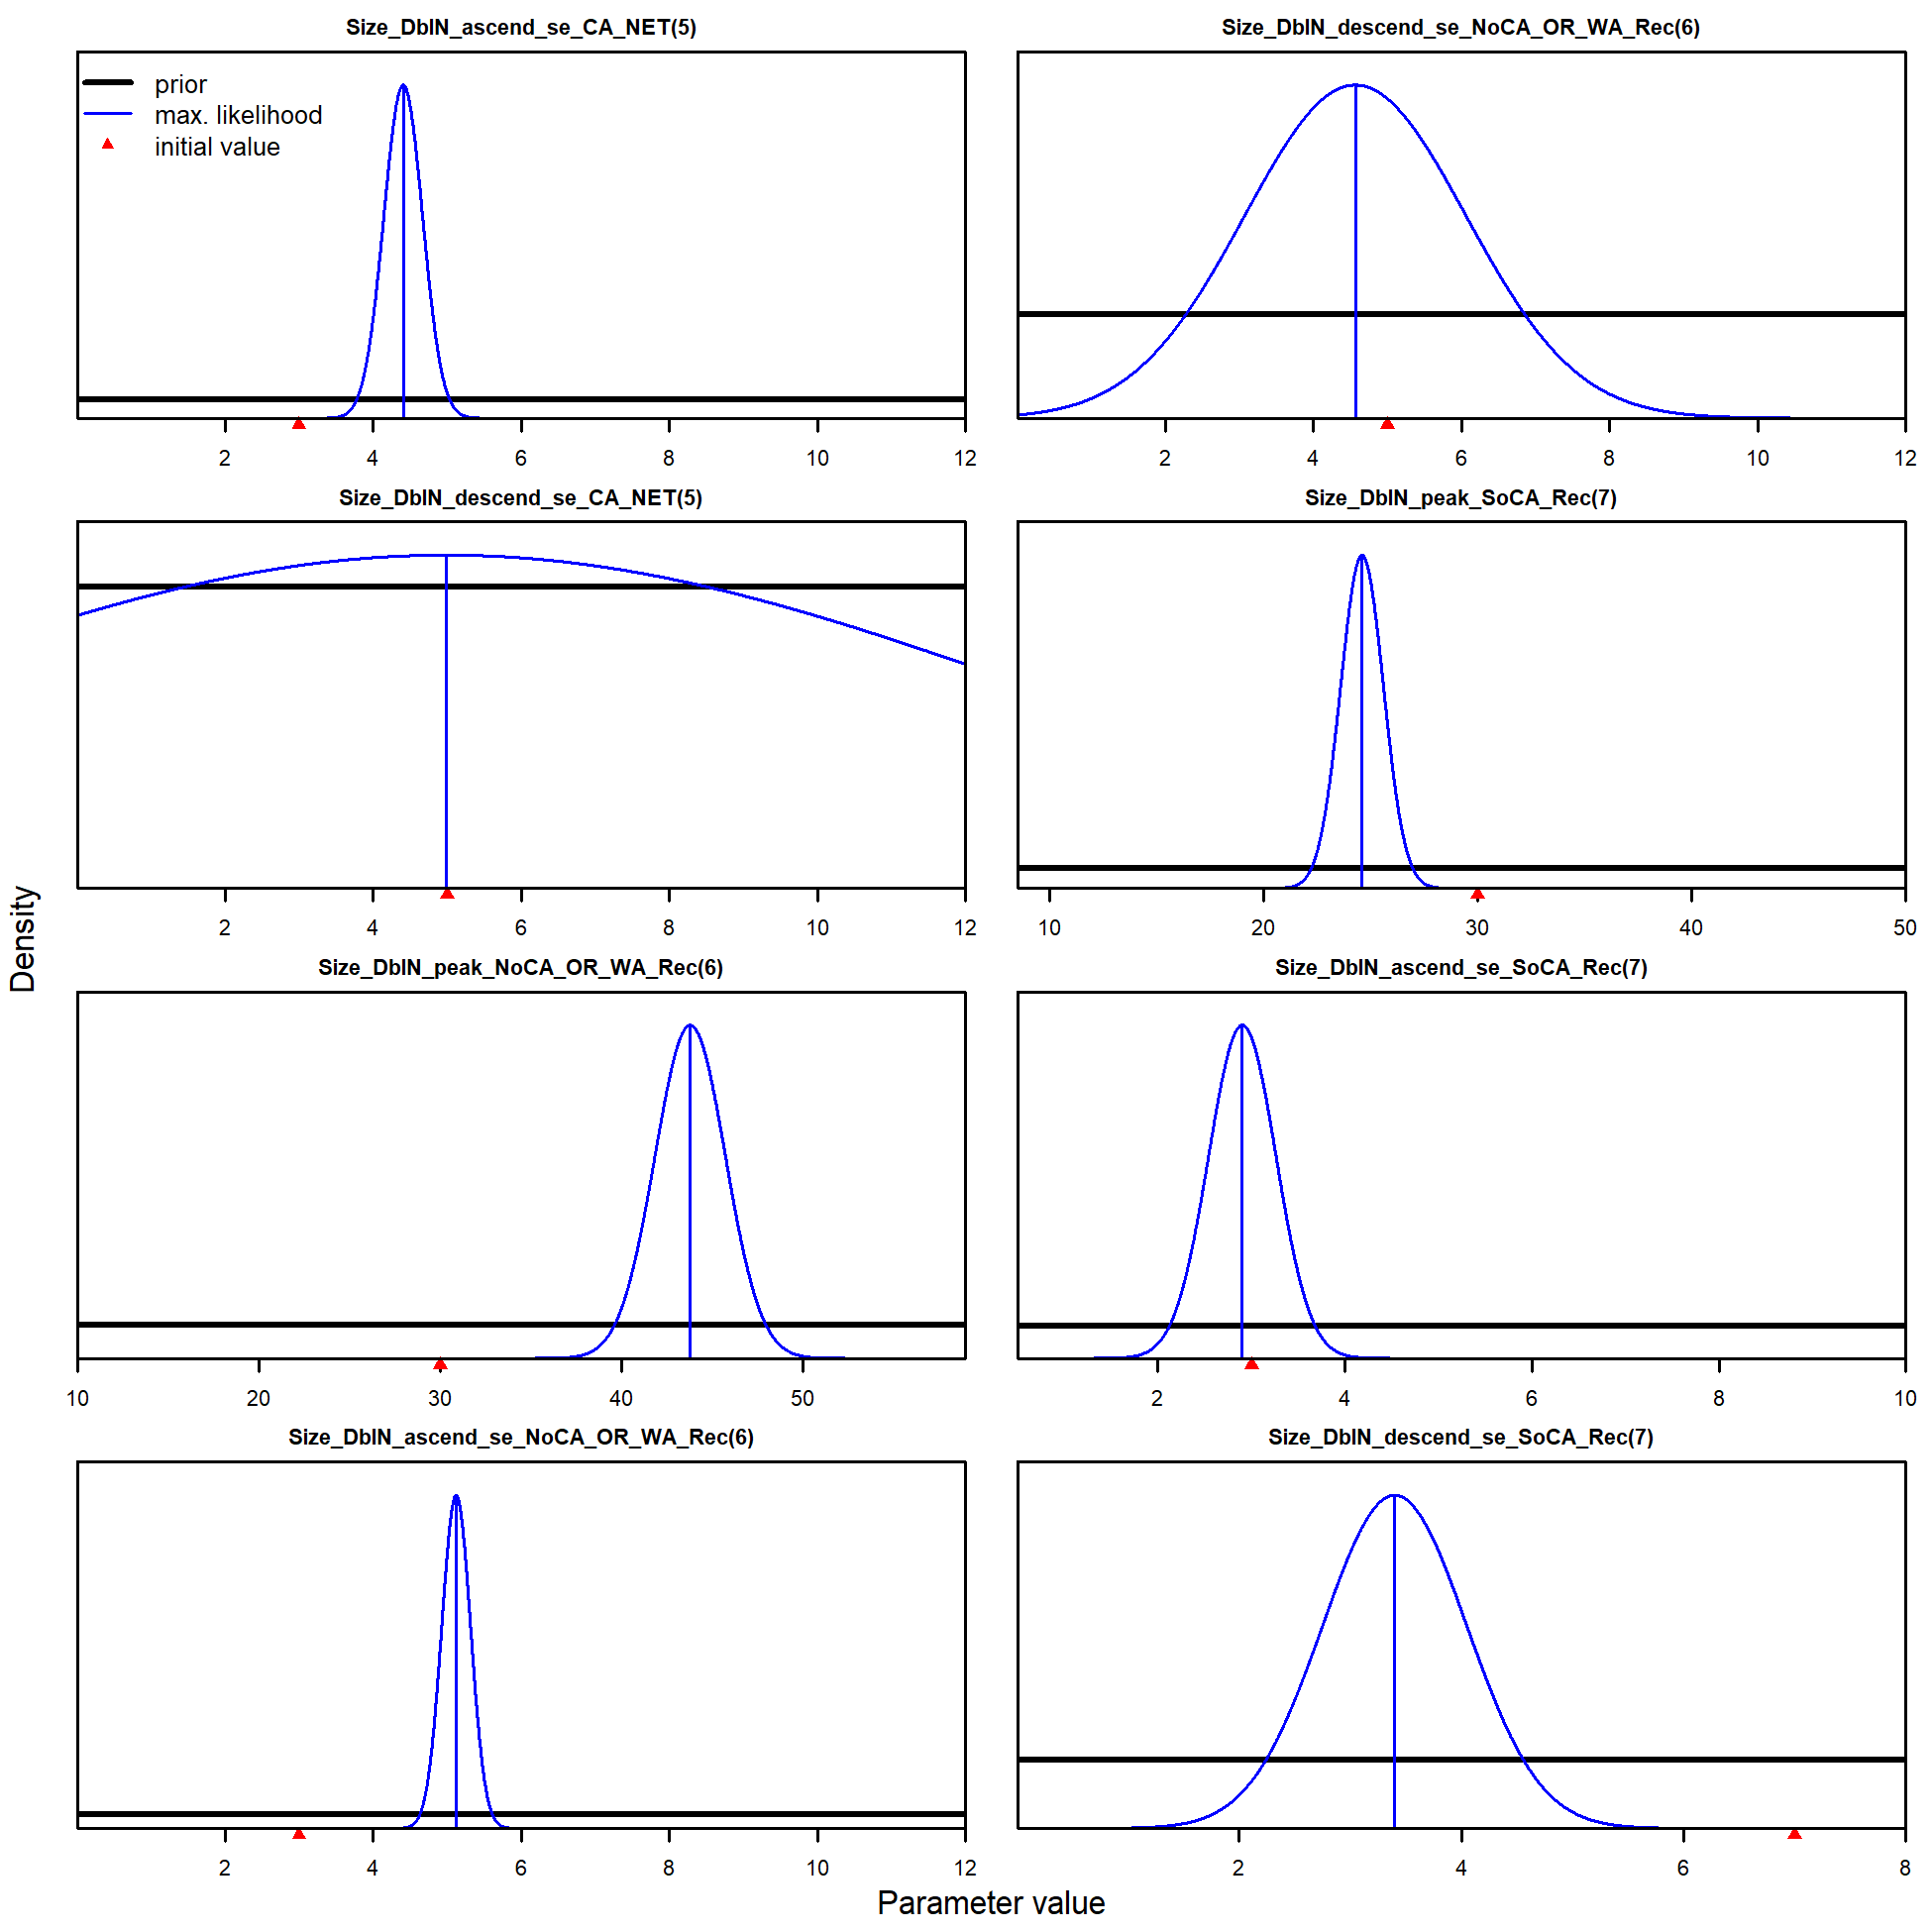 Size_DblN_ascend_se_CA_NET(5)
prior
max. likelihood
initial value
2 4 6 8 10 12
Size_DblN_descend_se_NoCA_OR_WA_Rec(6)
2 4 6 8 10 12
Size_DblN_descend_se_CA_NET(5)
2 4 6 8 10 12
Size_DblN_peak_SoCA_Rec(7)
10 20 30 40 50
Size_DblN_peak_NoCA_OR_WA_Rec(6)
10 20 30 40 50
Size_DblN_ascend_se_SoCA_Rec(7)
2 4 6 8 10
Size_DblN_ascend_se_NoCA_OR_WA_Rec(6)
2 4 6 8 10 12
Size_DblN_descend_se_SoCA_Rec(7)
2 4 6 8
Density
Parameter value